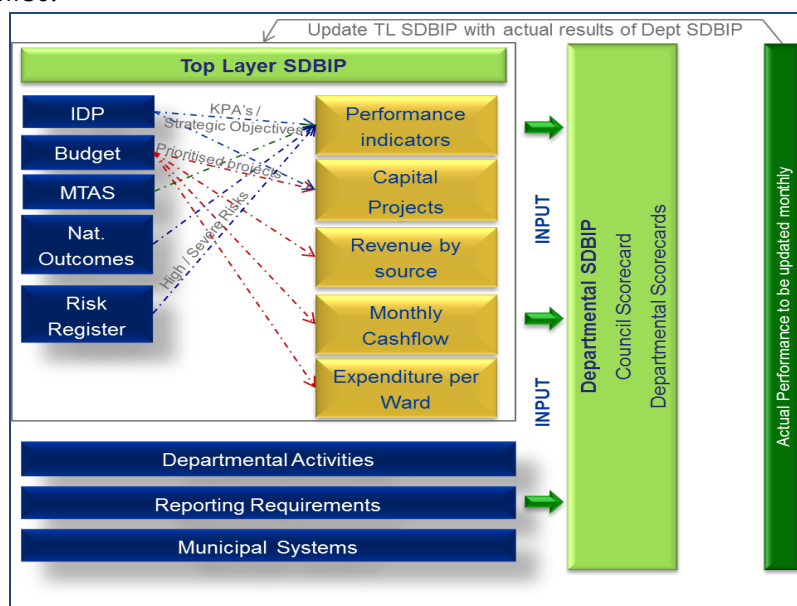 Update TL SDBIP with actual results of Dept SDBIP
Top Layer SDBIP
IDP
Budget
MTAS
Nat.
Outcomes
Risk
Register
KPA's /
Strategic Objectives
Prioritised projects
High / Severe Risks
Performance
indicators
Capital
Projects
Revenue by
source
Monthly
Cashflow
Expenditure per
Ward
INPUT
INPUT
Departmental SDBIP
Council Scorecard
Departmental Scorecards
Actual Performance to be updated monthly
Departmental Activities
Reporting Requirements
Municipal Systems